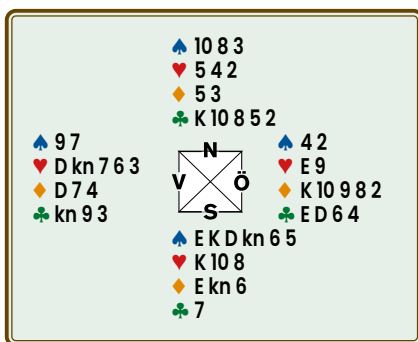 ♠ 10 8 3
♥ 5 4 2
♦ 5 3
♣ K 10 8 5 2
♠ 9 7
♥ D kn 7 6 3
♦ D 7 4
♣ kn 9 3
N
V Ö
S
♠ 4 2
♥ E 9
♦ K 10 9 8 2
♣ E D 6 4
♠ E K D kn 6 5
♥ K 10 8
♦ E kn 6
♣ 7